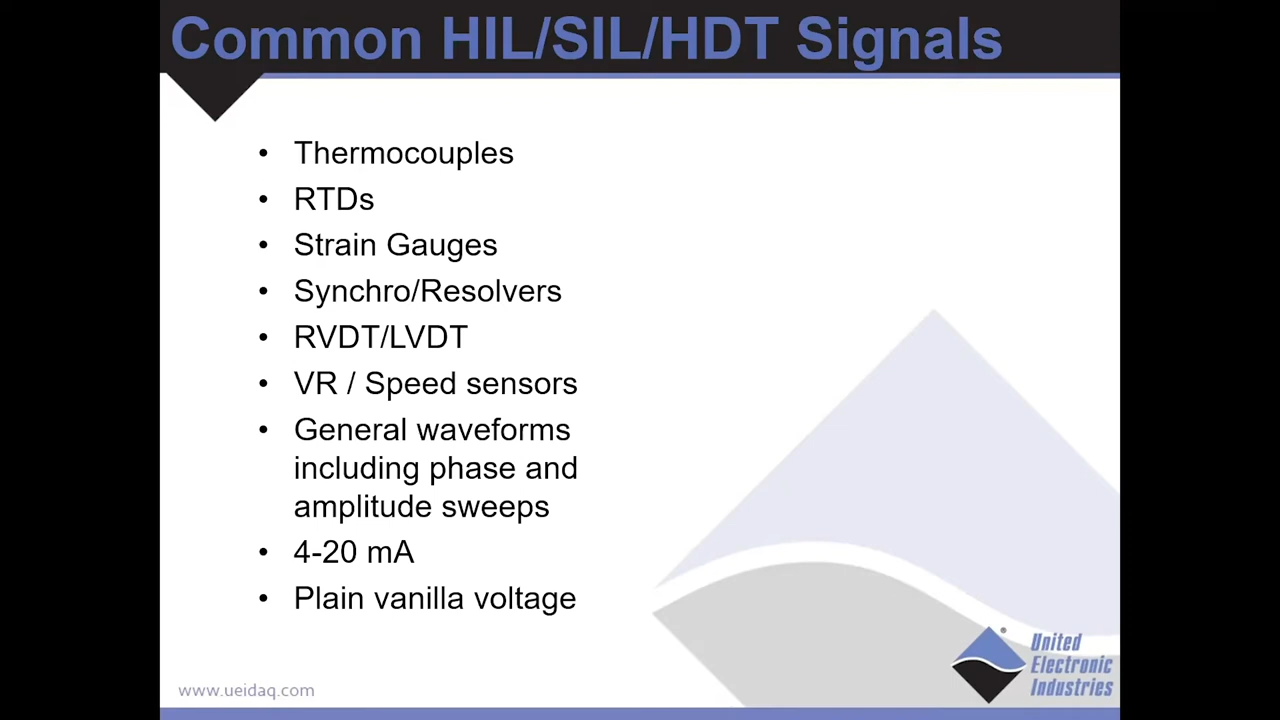 Common HIL/SIL/HDT Signals
• Thermocouples
• RTDs
• Strain Gauges
• Synchro/Resolvers
• RVDT/LVDT
• VR / Speed sensors
• General waveforms
including phase and
amplitude sweeps
• 4-20 mA
• Plain vanilla voltage
www.ueidaq.com
®
United
Electronic
Industries